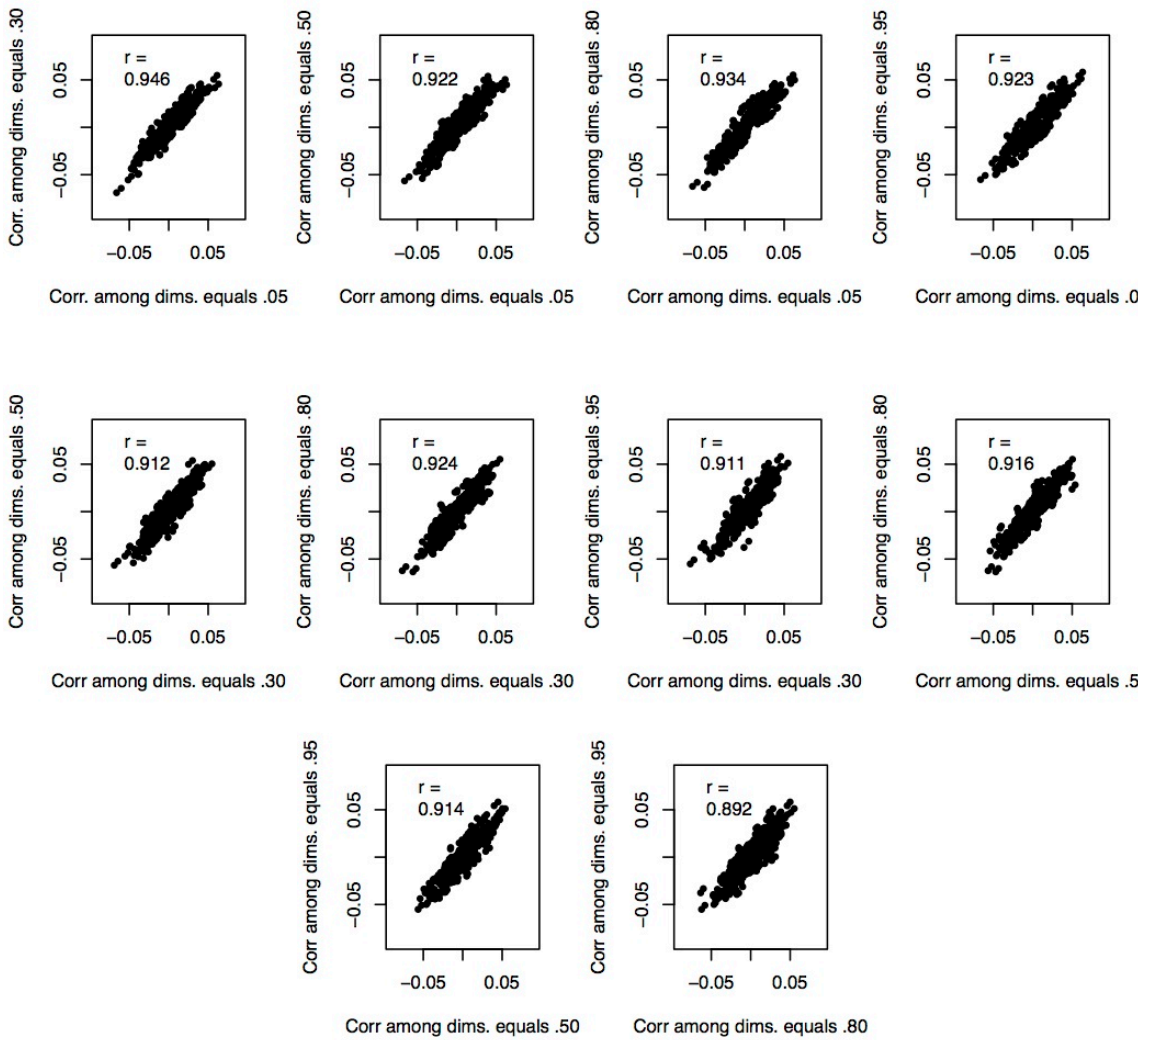 Corr. among dims. equals .30
r =
0.946
0.05
−0.05
−0.05 0.05
Corr. among dims. equals .05
Corr among dims. equals .50
r =
0.922
0.05
−0.05
−0.05 0.05
Corr among dims. equals .05
Corr among dims. equals .80
r =
0.934
0.05
−0.05
−0.05 0.05
Corr among dims. equals .05
Corr among dims. equals .95
r =
0.923
0.05
−0.05
−0.05 0.05
Corr among dims. equals .0
Corr among dims. equals .50
r =
0.912
0.05
−0.05
−0.05 0.05
Corr among dims. equals .30
Corr among dims. equals .80
r =
0.924
0.05
−0.05
−0.05 0.05
Corr among dims. equals .30
Corr among dims. equals .95
r =
0.911
0.05
−0.05
−0.05 0.05
Corr among dims. equals .30
Corr among dims. equals .80
r =
0.916
0.05
−0.05
−0.05 0.05
Corr among dims. equals .5
Corr among dims. equals .95
r =
0.914
0.05
−0.05
−0.05 0.05
Corr among dims. equals .50
Corr among dims. equals .95
r =
0.892
0.05
−0.05
−0.05 0.05
Corr among dims. equals .80